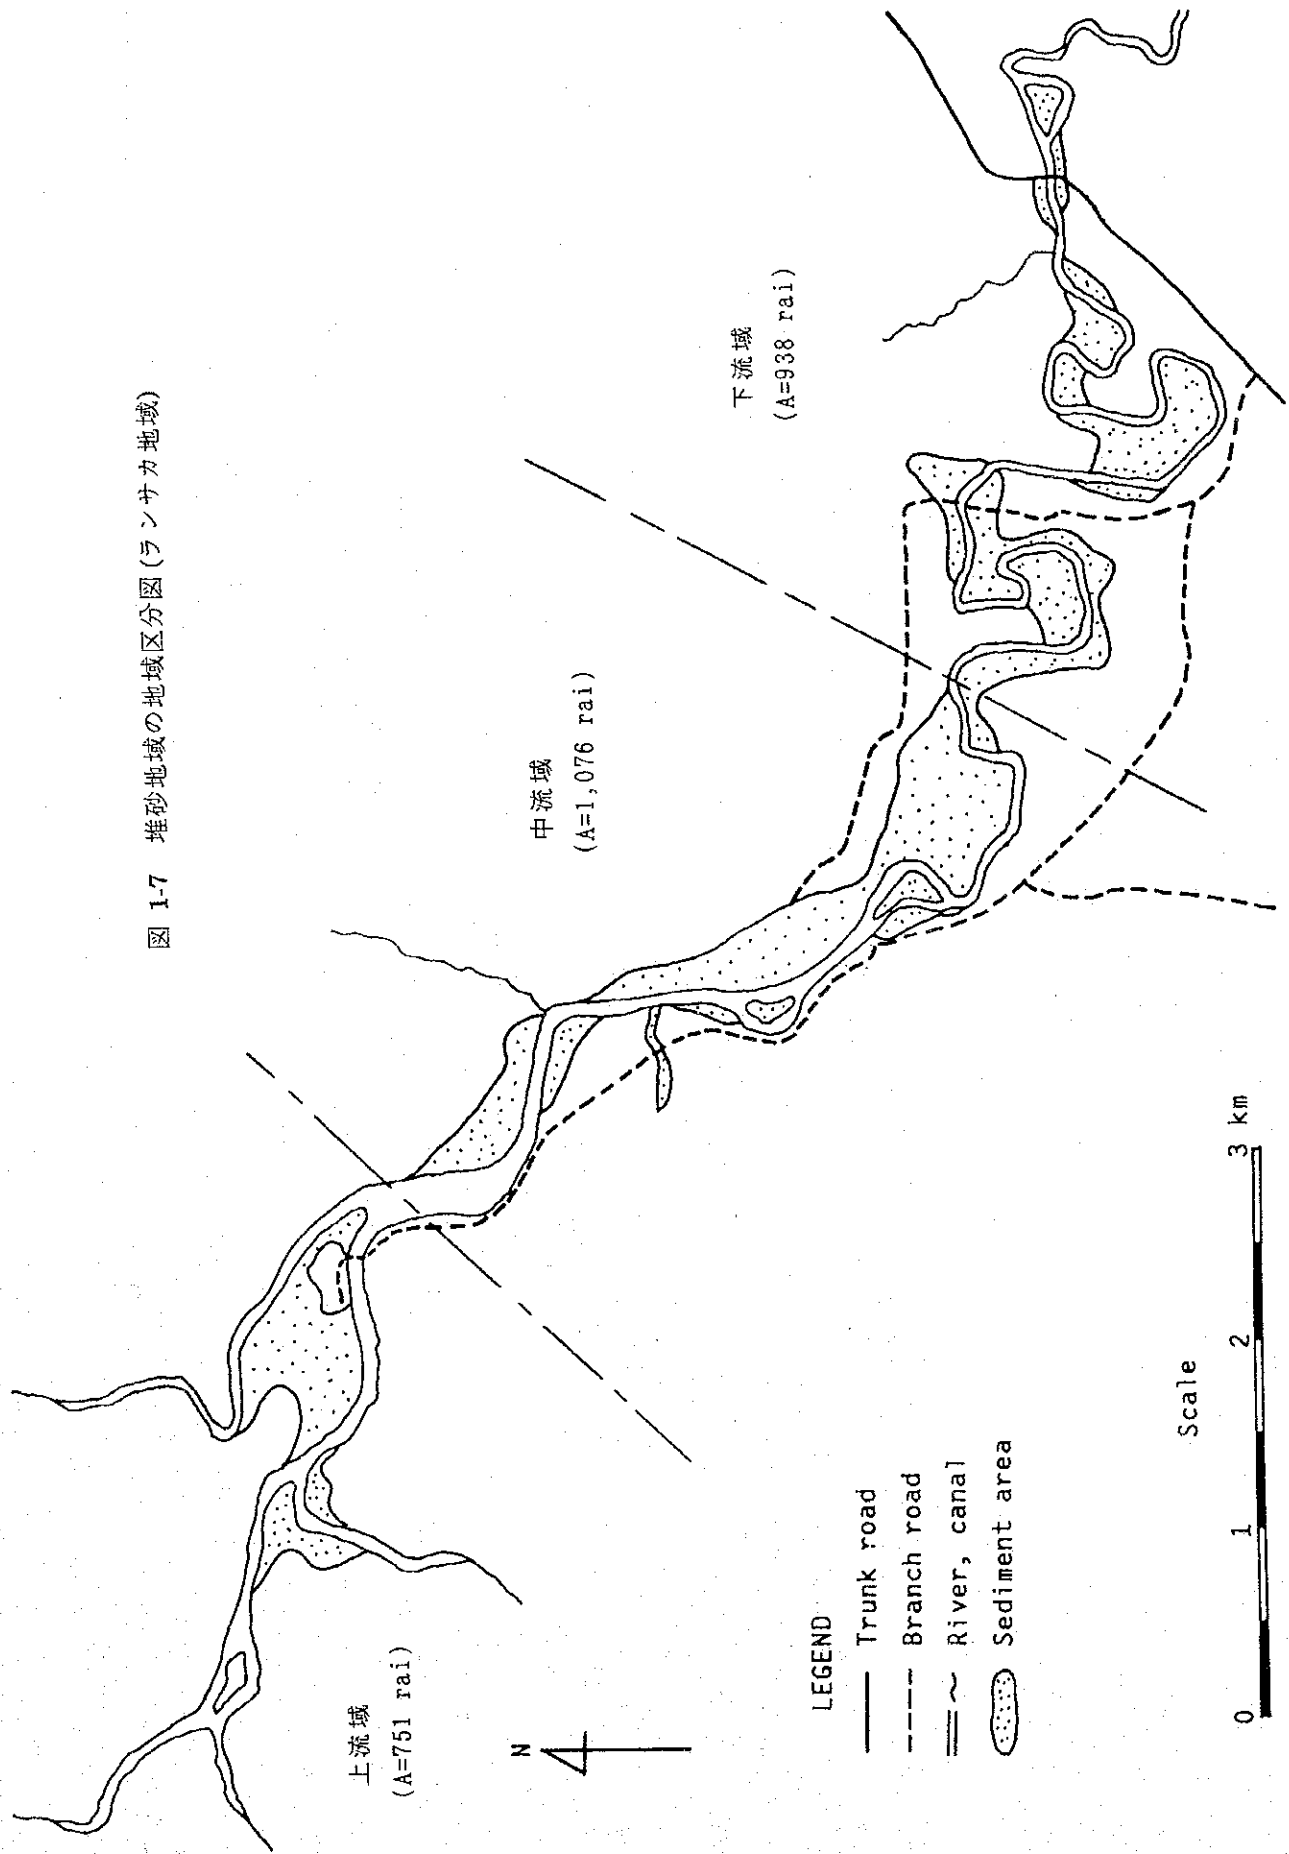 図 1-7 堆砂地域の地域区分図(ランサカ地域)
上流域
(A=751 rai)
中流域
(A=1,076 rai)
下流域
(A=938 rai)
N
LEGEND
Trunk road
Branch road
River, canal
Sediment area
Scale
0 1 2 3 km